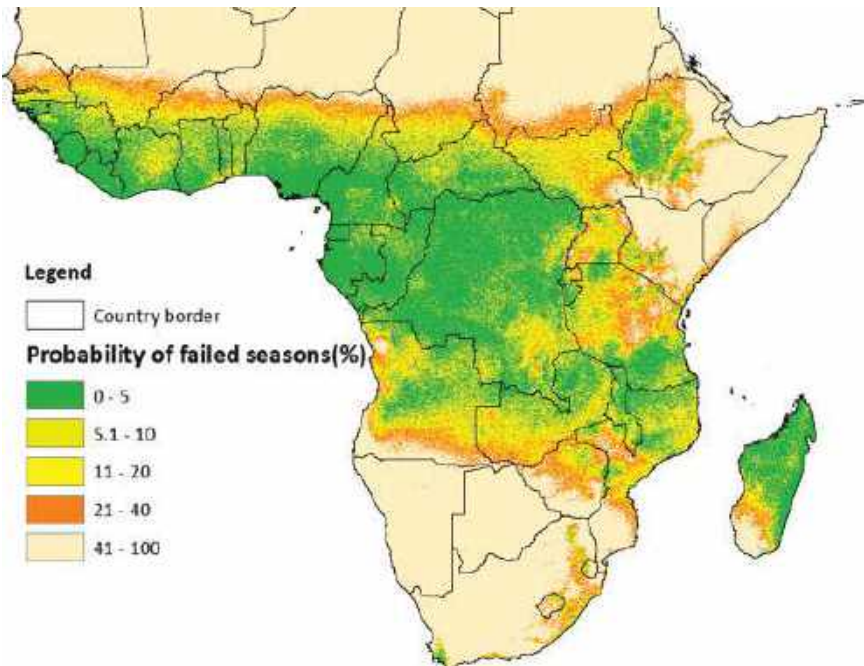 Legend
Country border
Probability of failed seasons(%)
0 - 5
5.1 - 10
11 - 20
21 - 40
41 - 100